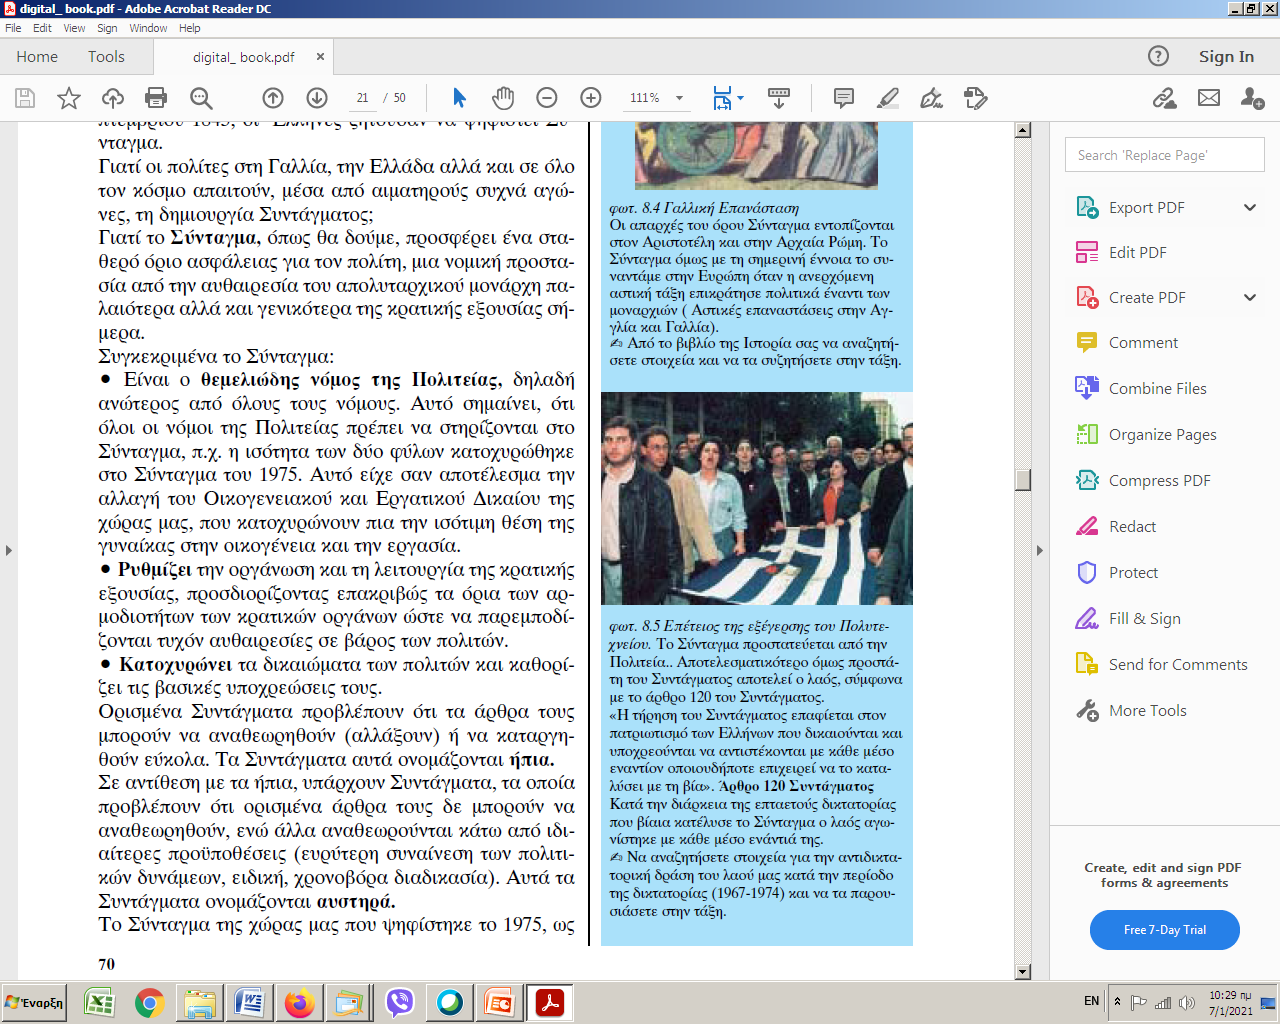 digital_ book.pdf - Adobe Acrobat Reader DC
File Edit View Sign Window Help
Home Tools digital_ book.pdf × Sign In
21 / 50 111%
νταγμα.
Γιατί οι πολίτες στη Γαλλία, την Ελλάδα αλλά και σε όλο
τον κόσμο απαιτούν, μέσα από αιματηρούς συχνά αγώ-
νες, τη δημιουργία Συντάγματος;
Γιατί το Σύνταγμα, όπως θα δούμε, προσφέρει ένα στα-
θερό όριο ασφάλειας για τον πολίτη, μια νομική προστα-
σία από την αυθαιρεσία του απολυταρχικού μονάρχη πα-
λαιότερα αλλά και γενικότερα της κρατικής εξουσίας σή-
μερα.
Συγκεκριμένα το Σύνταγμα:
• Είναι ο θεμελιώδης νόμος της Πολιτείας, δηλαδή
ανώτερος από όλους τους νόμους. Αυτό σημαίνει, ότι
όλοι οι νόμοι της Πολιτείας πρέπει να στηρίζονται στο
Σύνταγμα, π.χ. η ισότητα των δύο φύλων κατοχυρώθηκε
στο Σύνταγμα του 1975. Αυτό είχε σαν αποτέλεσμα την
αλλαγή του Οικογενειακού και Εργατικού Δικαίου της
χώρας μας, που κατοχυρώνουν πια την ισότιμη θέση της
γυναίκας στην οικογένεια και την εργασία.
• Ρυθμίζει την οργάνωση και τη λειτουργία της κρατικής
εξουσίας, προσδιορίζοντας επακριβώς τα όρια των αρ-
μοδιοτήτων των κρατικών οργάνων ώστε να παρεμποδί-
ζονται τυχόν αυθαιρεσίες σε βάρος των πολιτών.
• Κατοχυρώνει τα δικαιώματα των πολιτών και καθορί-
ζει τις βασικές υποχρεώσεις τους.
Ορισμένα Συντάγματα προβλέπουν ότι τα άρθρα τους
μπορούν να αναθεωρηθούν (αλλάξουν) ή να καταργη-
θούν εύκολα. Τα Συντάγματα αυτά ονομάζονται ήπια.
Σε αντίθεση με τα ήπια, υπάρχουν Συντάγματα, τα οποία
προβλέπουν ότι ορισμένα άρθρα τους δε μπορούν να
αναθεωρηθούν, ενώ άλλα αναθεωρούνται κάτω από ιδι-
αίτερες προϋποθέσεις (ευρύτερη συναίνεση των πολιτι-
κών δυνάμεων, ειδική, χρονοβόρα διαδικασία). Αυτά τα
Συντάγματα ονομάζονται αυστηρά.
Το Σύνταγμα της χώρας μας που ψηφίστηκε το 1975, ως
70
φωτ. 8.4 Γαλλική Επανάσταση
Οι απαρχές του όρου Σύνταγμα εντοπίζονται
στον Αριστοτέλη και στην Αρχαία Ρώμη. Το
Σύνταγμα όμως με τη σημερινή έννοια το συ-
ναντάμε στην Ευρώπη όταν η ανερχόμενη
αστική τάξη επικράτησε πολιτικά έναντι των
μοναρχιών ( Αστικές επαναστάσεις στην Αγ-
γλία και Γαλλία).
✍ Από το βιβλίο της Ιστορία σας να αναζητή-
σετε στοιχεία και να τα συζητήσετε στην τάξη.
φωτ. 8.5 Επέτειος της εξέγερσης του Πολυτε-
χνείου. Το Σύνταγμα προστατεύεται από την
Πολιτεία.. Αποτελεσματικότερο όμως προστά-
τη του Συντάγματος αποτελεί ο λαός, σύμφωνα
με το άρθρο 120 του Συντάγματος.
«Η τήρηση του Συντάγματος επαφίεται στον
πατριωτισμό των Ελλήνων που δικαιούνται και
υποχρεούνται να αντιστέκονται με κάθε μέσο
εναντίον οποιουδήποτε επιχειρεί να το κατα-
λύσει με τη βία». Άρθρο 120 Συντάγματος
Κατά την διάρκεια της επταετούς δικτατορίας
που βίαια κατέλυσε το Σύνταγμα ο λαός αγω-
νίστηκε με κάθε μέσο ενάντιά της.
✍ Να αναζητήσετε στοιχεία για την αντιδικτα-
τορική δράση του λαού μας κατά την περίοδο
της δικτατορίας (1967-1974) και να τα παρου-
σιάσετε στην τάξη.
Search 'Replace Page'
Export PDF
Edit PDF
Create PDF
Comment
Combine Files
Organize Pages
Compress PDF
Redact
Protect
Fill & Sign
Send for Comments
More Tools
Create, edit and sign PDF
forms & agreements
Free 7-Day Trial
Έναρξη
EN
10:29 πμ
7/1/2021